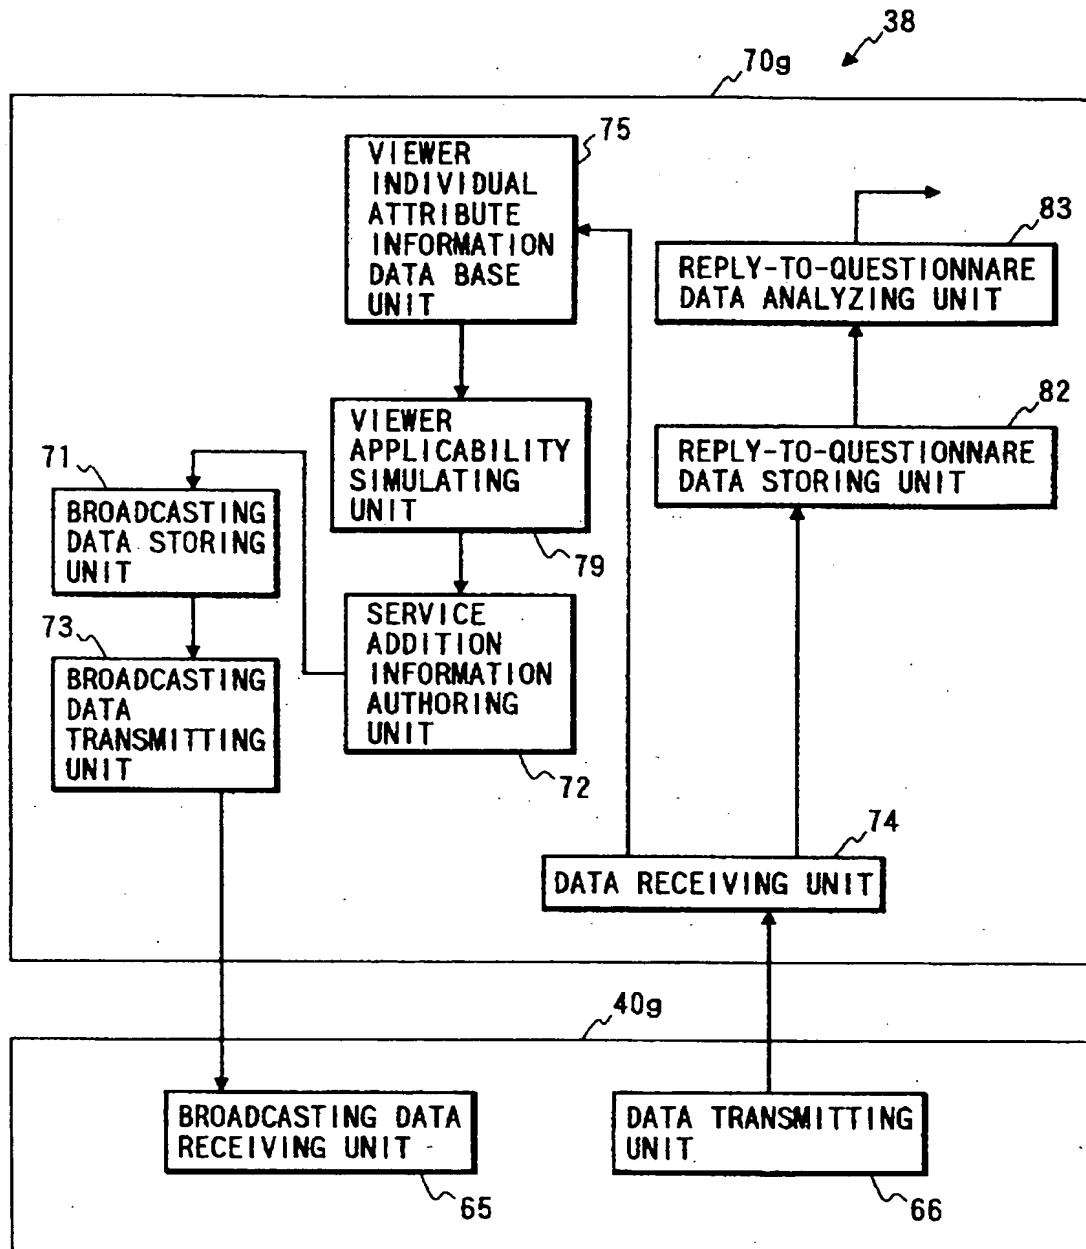 38
70g
75
VIEWER
INDIVIDUAL
ATTRIBUTE
INFORMATION
DATA BASE
UNIT
83
REPLY-TO-QUESTIONNARE
DATA ANALYZING UNIT
VIEWER
APPLICABILITY
SIMULATING
UNIT
79
82
REPLY-TO-QUESTIONNARE
DATA STORING UNIT
71
BROADCASTING
DATA STORING
UNIT
73
BROADCASTING
DATA
TRANSMITTING
UNIT
SERVICE
ADDITION
INFORMATION
AUTHORING
UNIT
72
74
DATA RECEIVING UNIT
40g
BROADCASTING DATA
RECEIVING UNIT
65
DATA TRANSMITTING
UNIT
66